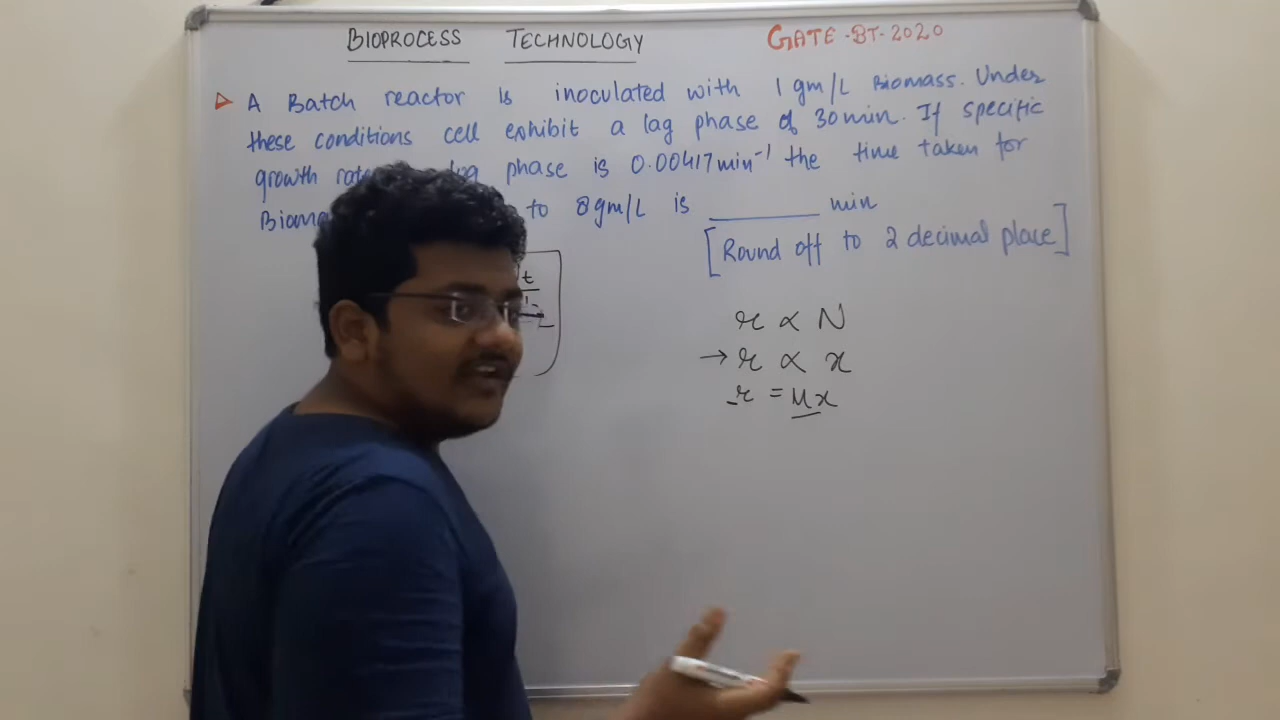 BIOPROCESS TECHNOLOGY GATE-BT-2020
A Batch reactor is inoculated with 1 gm/L Biomass. Under
these conditions cell exhibit a lag phase of 30 min. If specific
growth phase is 0.00417 min⁻¹ the time taken for
to 8 gm/L is ________ min
[Round off to 2 decimal place]
t
r ∝ N
→ r ∝ x
r = μx